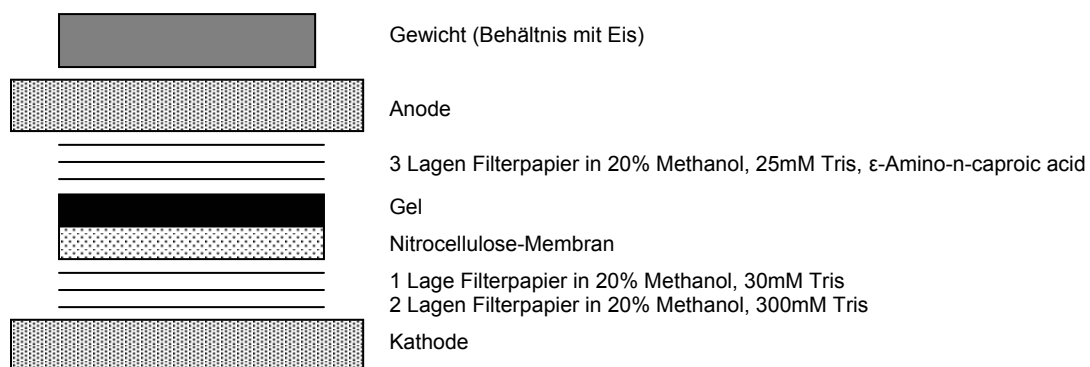 Gewicht (Behältnis mit Eis)
Anode
3 Lagen Filterpapier in 20% Methanol, 25mM Tris, ε-Amino-n-caproic acid
Gel
Nitrocellulose-Membran
1 Lage Filterpapier in 20% Methanol, 30mM Tris
2 Lagen Filterpapier in 20% Methanol, 300mM Tris
Kathode